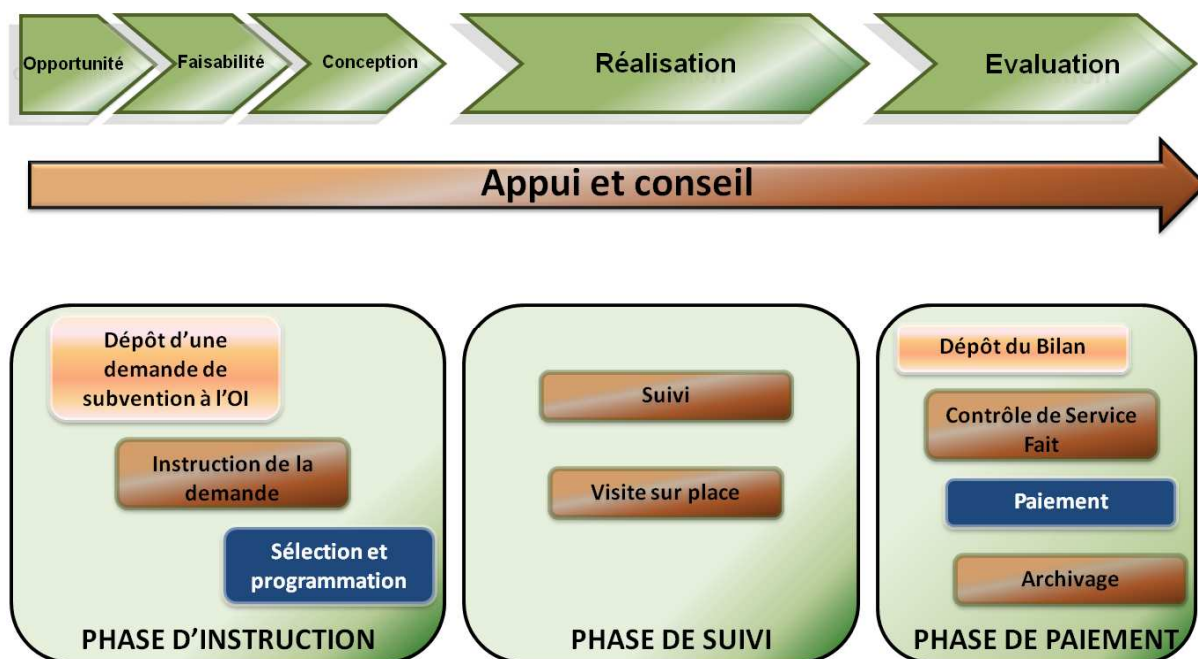 Opportunité
Faisabilité
Conception
Réalisation
Evaluation
Appui et conseil
Dépôt d'une
demande de
subvention à l'OI
Instruction de la
demande
Sélection et
programmation
PHASE D'INSTRUCTION
Suivi
Visite sur place
PHASE DE SUIVI
Dépôt du Bilan
Contrôle de Service
Fait
Paiement
Archivage
PHASE DE PAIEMENT